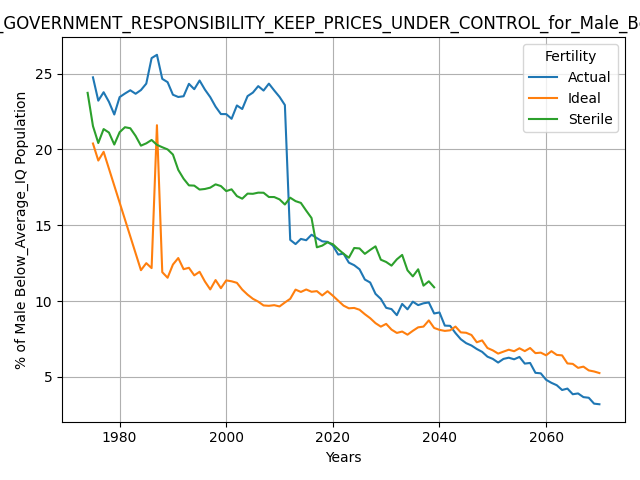 _GOVERNMENT_RESPONSIBILITY_KEEP_PRICES_UNDER_CONTROL_for_Male_B
Fertility
Actual
Ideal
Sterile
% of Male Below_Average_IQ Population
25
20
15
10
5
1980 2000 2020 2040 2060
Years